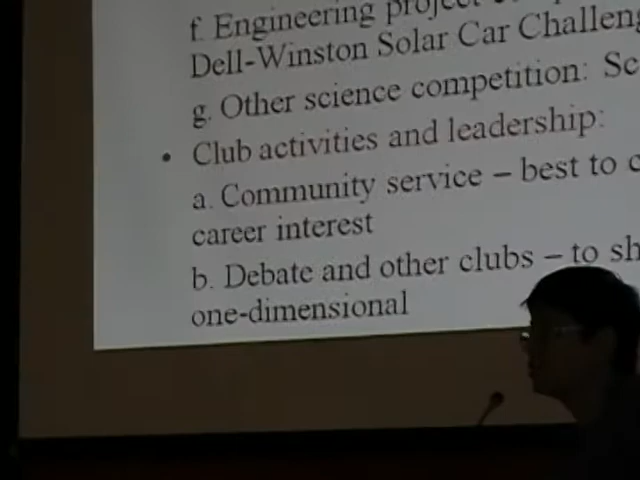 f. Engineering project
Dell-Winston Solar Car Challeng
g. Other science competition: Sc
• Club activities and leadership:
a. Community service – best to c
career interest
b. Debate and other clubs – to sh
one-dimensional